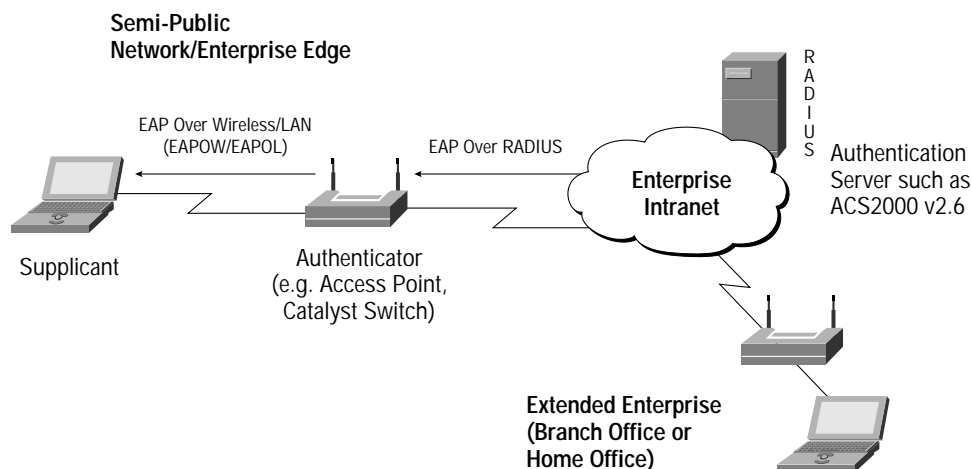 Semi-Public
Network/Enterprise Edge
EAP Over Wireless/LAN
(EAPOW/EAPOL)
EAP Over RADIUS
RADIUS
Enterprise
Intranet
Authentication
Server such as
ACS2000 v2.6
Supplicant
Authenticator
(e.g. Access Point,
Catalyst Switch)
Extended Enterprise
(Branch Office or
Home Office)